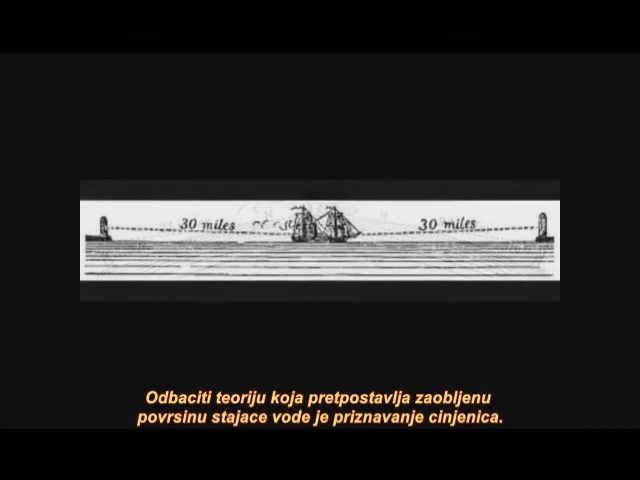 30 miles 30 miles
Odbaciti teoriju koja pretpostavlja zaobljenu
povrsinu stajace vode je priznavanje cinjenica.